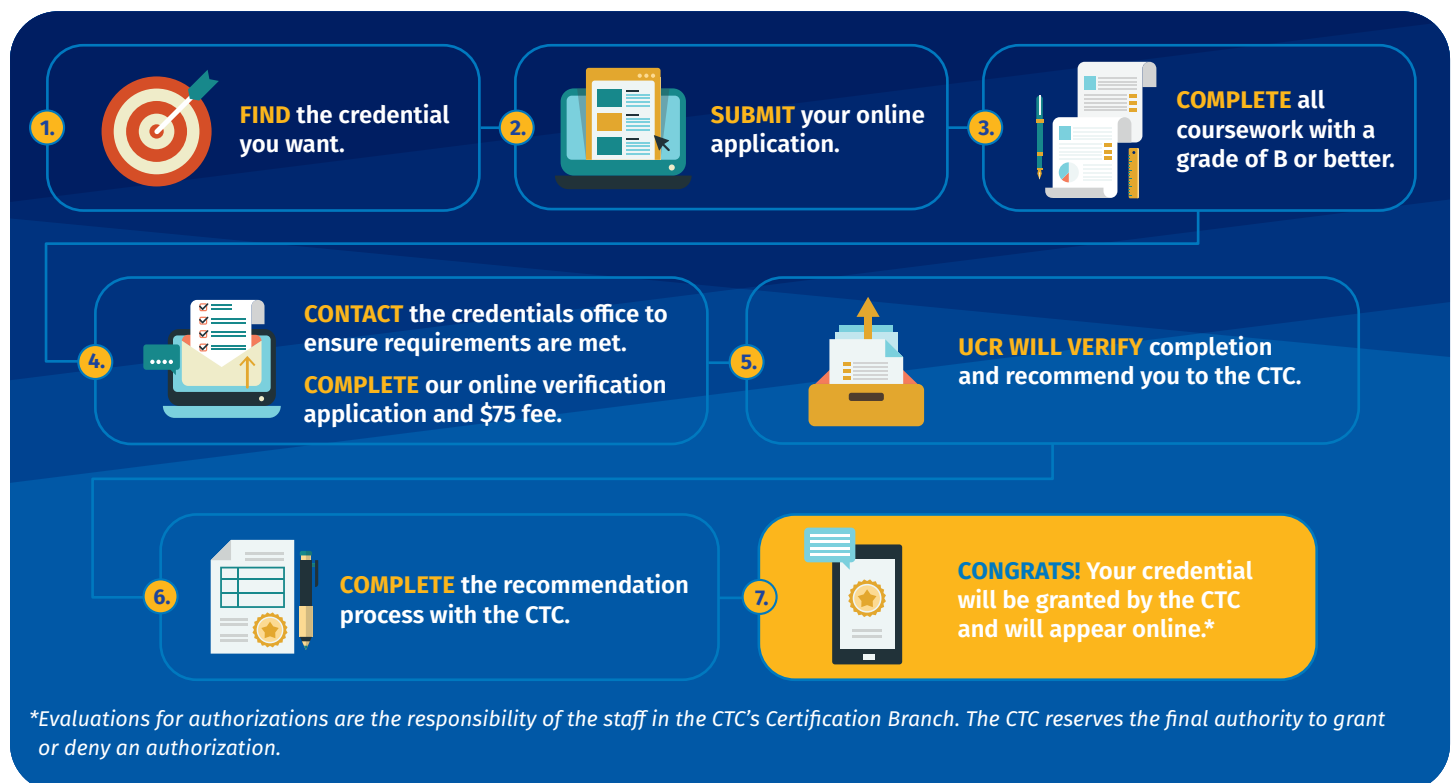 1.
FIND the credential
you want.
2.
SUBMIT your online
application.
3.
COMPLETE all
coursework with a
grade of B or better.
4.
CONTACT the credentials office to
ensure requirements are met.
COMPLETE our online verification
application and $75 fee.
5.
UCR WILL VERIFY completion
and recommend you to the CTC.
6.
COMPLETE the recommendation
process with the CTC.
7.
CONGRATS! Your credential
will be granted by the CTC
and will appear online.*
*Evaluations for authorizations are the responsibility of the staff in the CTC's Certification Branch. The CTC reserves the final authority to grant
or deny an authorization.